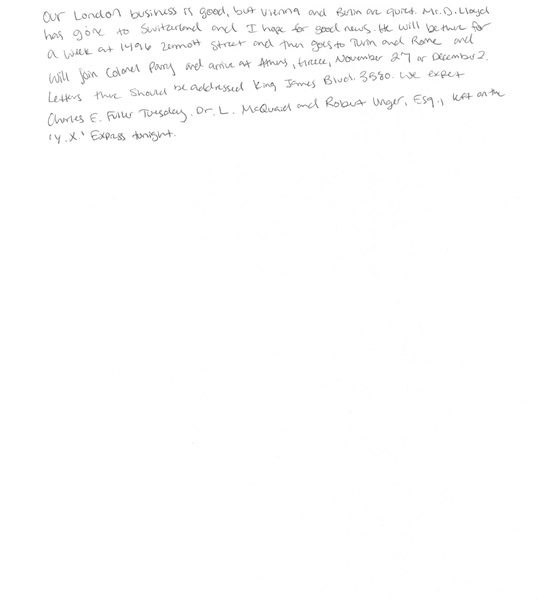 Our London business is good, but Vienna and Berlin are quiet. Mr. D. Lloyd
has gone to Switzerland and I hope for good news. He will be there for
a week at 1496 Zermott Street and then goes to Turin and Rome and
will join Colonel Parry and arrive at Athens, Greece, November 27 or December 2.
Letters there should be addressed King James Blvd. 3580. We expect
Charles E. Fuller Tuesday. Dr. L. McQuaid and Robert Unger, Esq., left on the
'Y.X.' Express tonight.